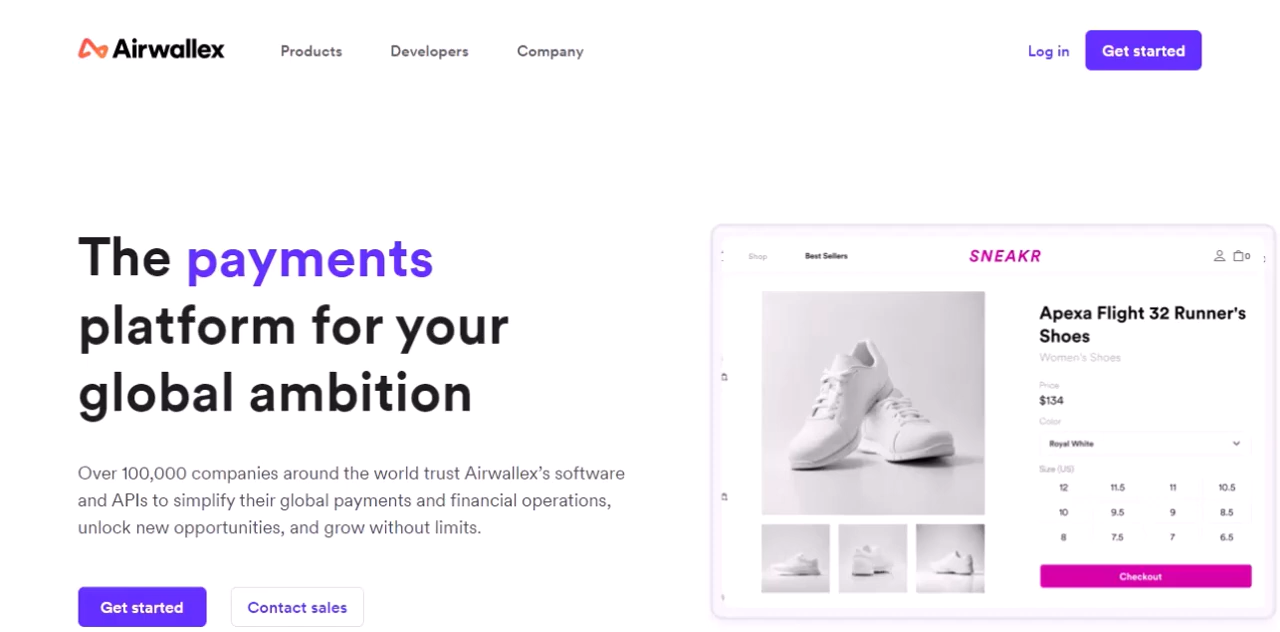 Airwallex
Products Developers Company
Log in Get started
The payments
platform for your
global ambition
Over 100,000 companies around the world trust Airwallex’s software
and APIs to simplify their global payments and financial operations,
unlock new opportunities, and grow without limits.
Get started Contact sales
Shop Best Sellers SNEAKR 0
Apexa Flight 32 Runner's
Shoes
Women's Shoes
Price
$134
Color
Royal White
Size (US)
12 11.5 11 10.5
10 9.5 9 8.5
8 7.5 7 6.5
Checkout